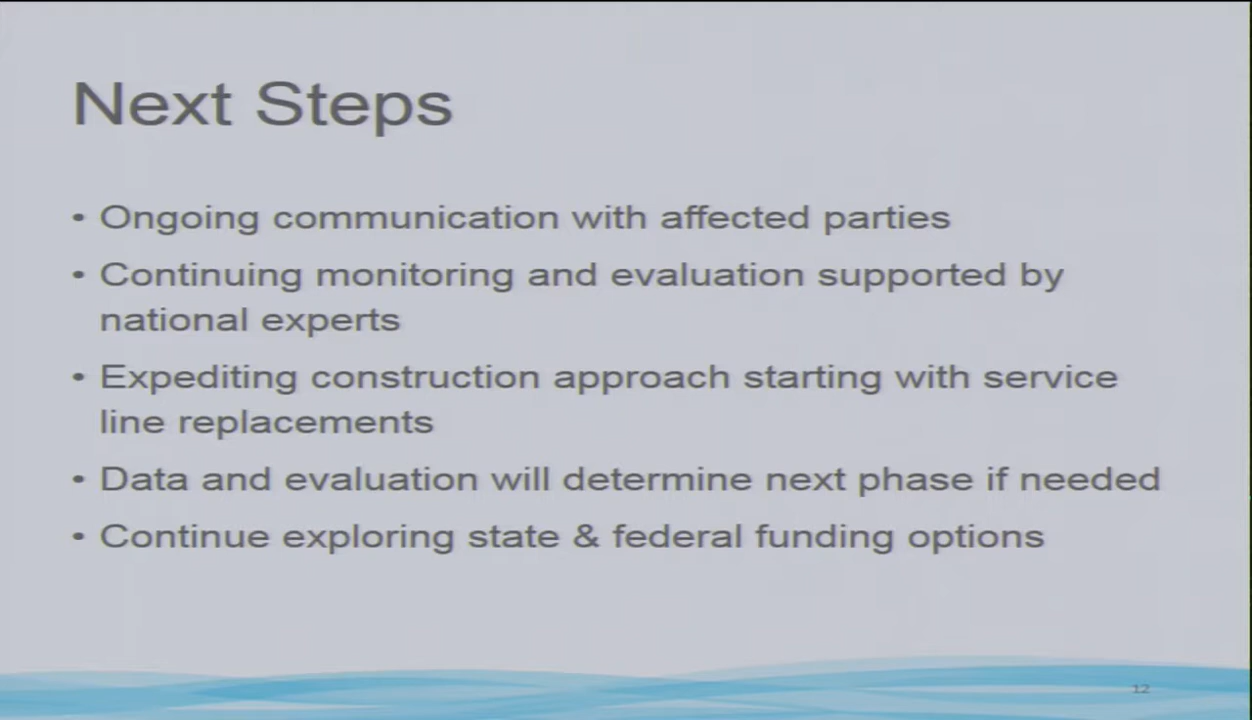 Next Steps
• Ongoing communication with affected parties
• Continuing monitoring and evaluation supported by
national experts
• Expediting construction approach starting with service
line replacements
• Data and evaluation will determine next phase if needed
• Continue exploring state & federal funding options
12